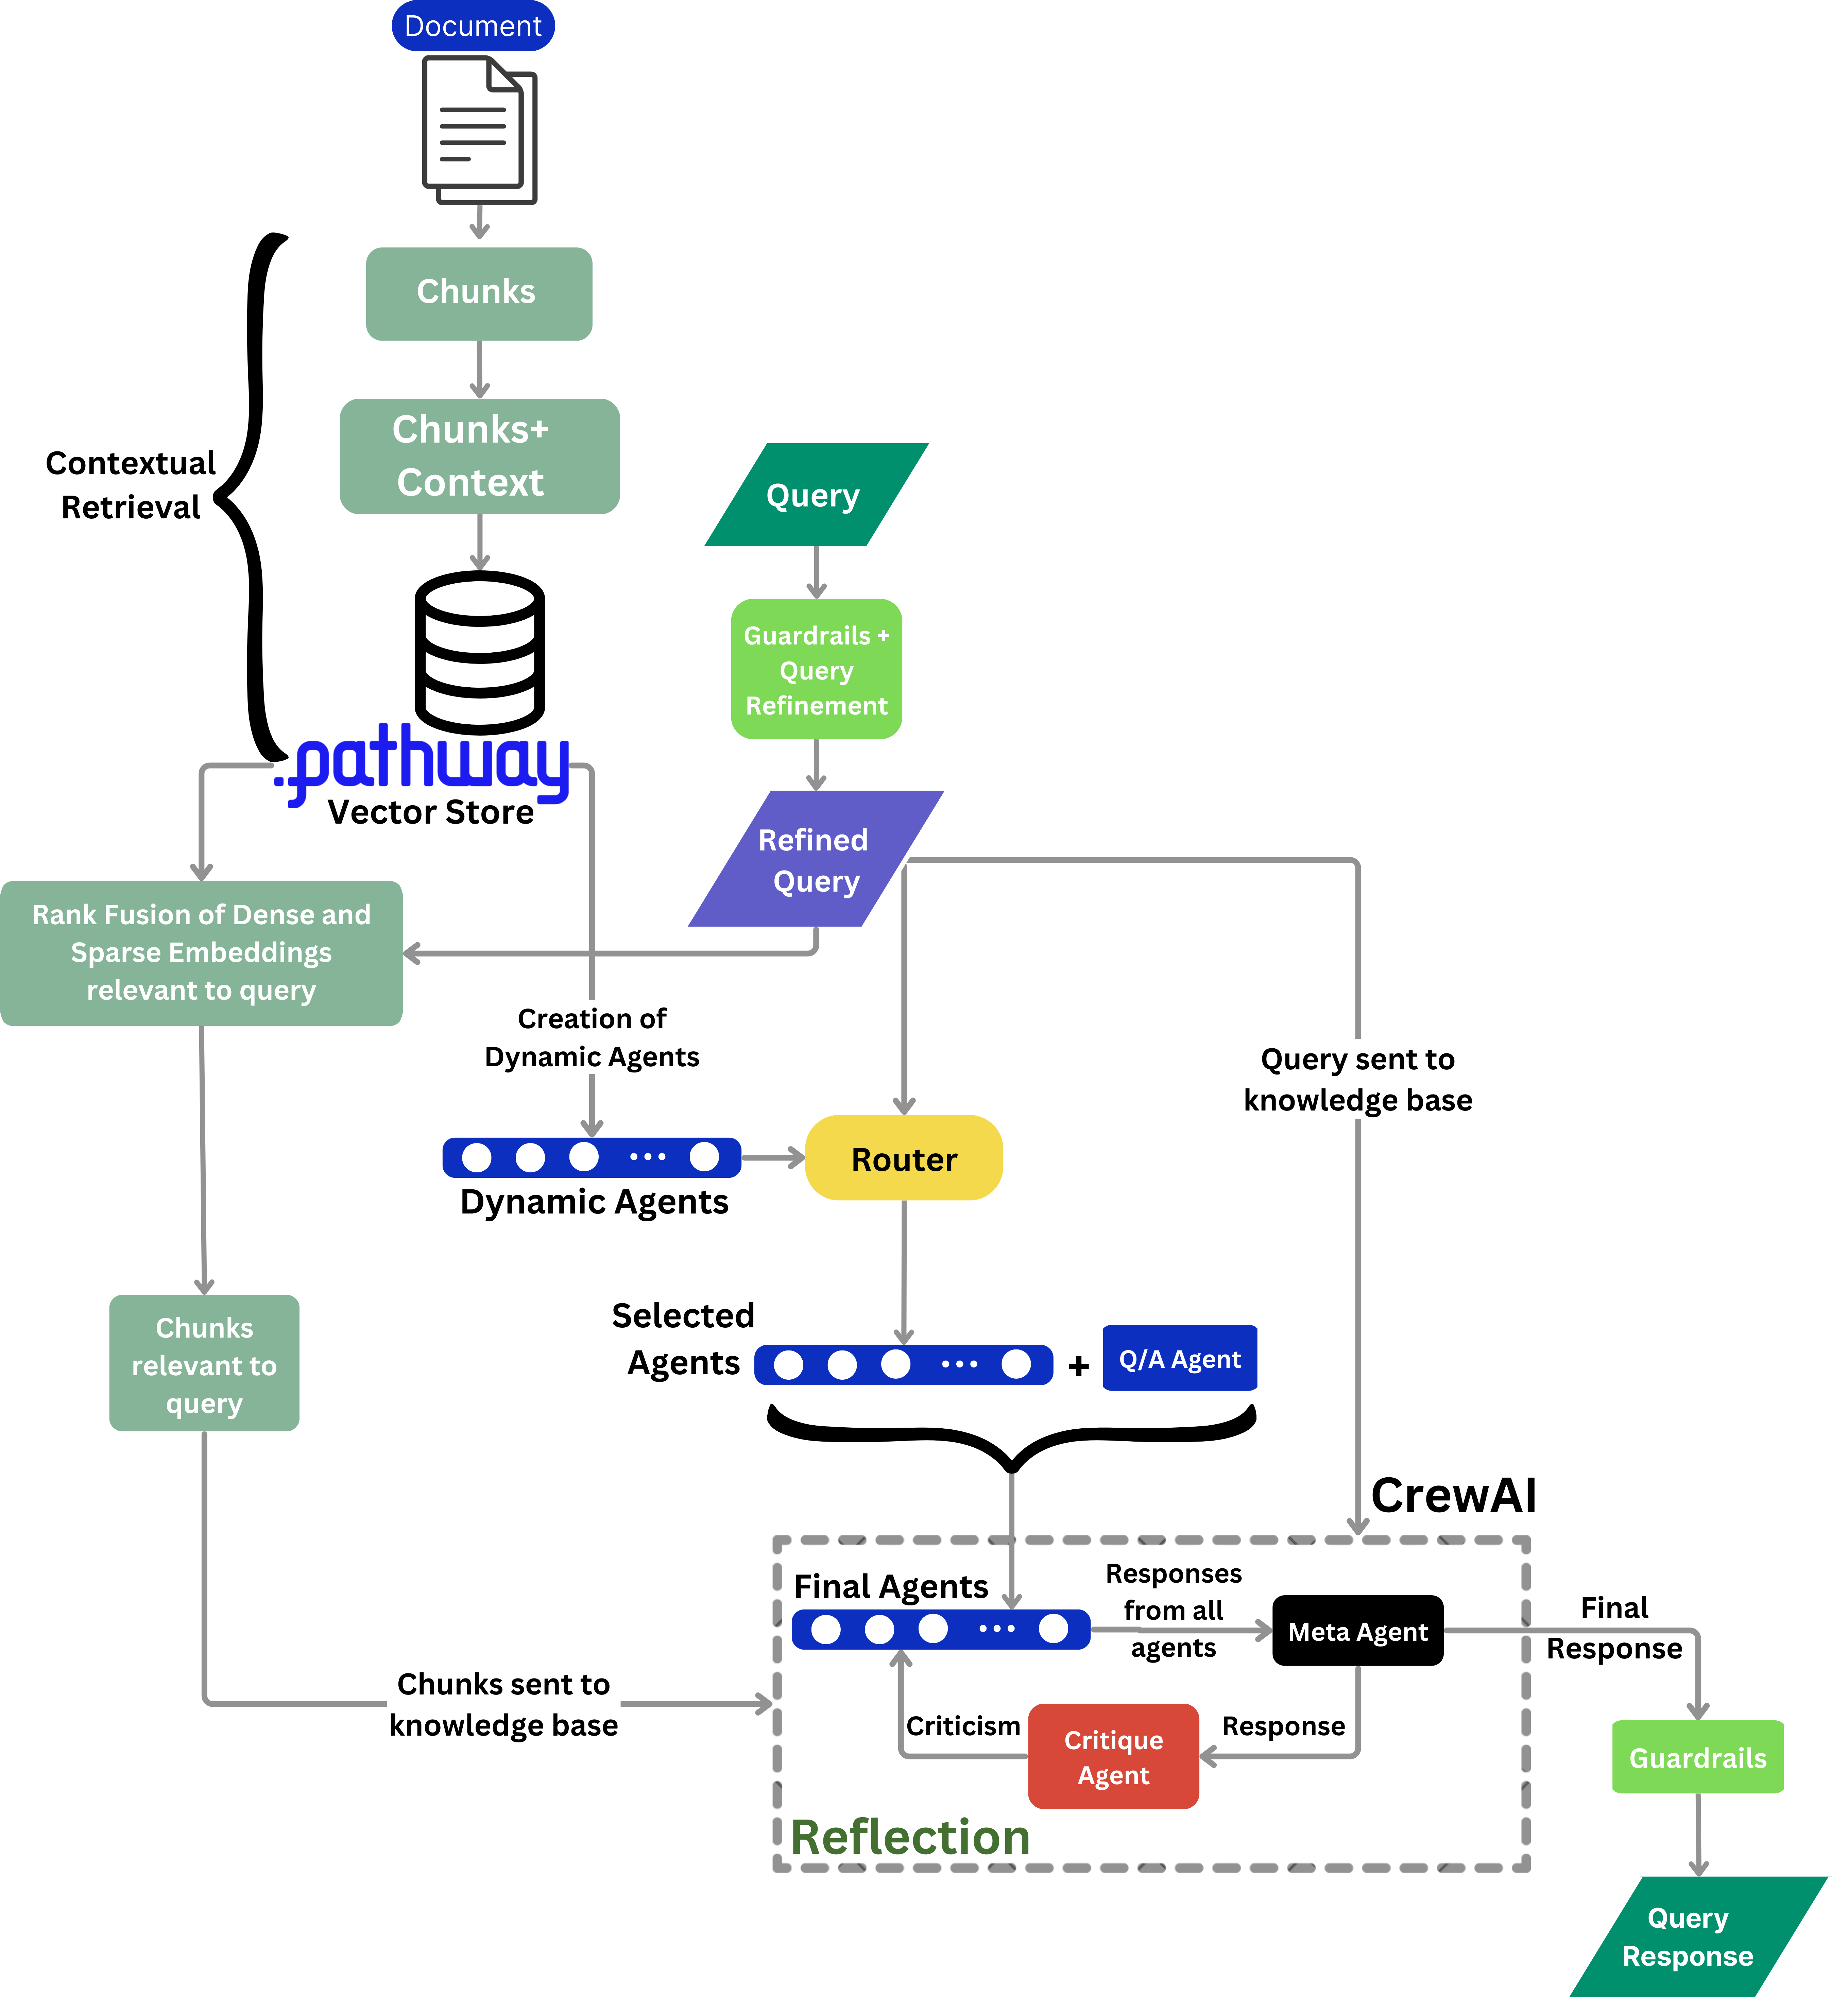 Document
Chunks
Chunks+
Context
Contextual
Retrieval
pathway
Vector Store
Query
Guardrails +
Query
Refinement
Refined
Query
Rank Fusion of Dense and
Sparse Embeddings
relevant to query
Creation of
Dynamic Agents
Query sent to
knowledge base
Dynamic Agents
Router
Chunks
relevant to
query
Selected
Agents
+
Q/A Agent
CrewAI
Final Agents
Responses
from all
agents
Meta Agent
Final
Response
Chunks sent to
knowledge base
Criticism
Critique
Agent
Response
Guardrails
Reflection
Query
Response